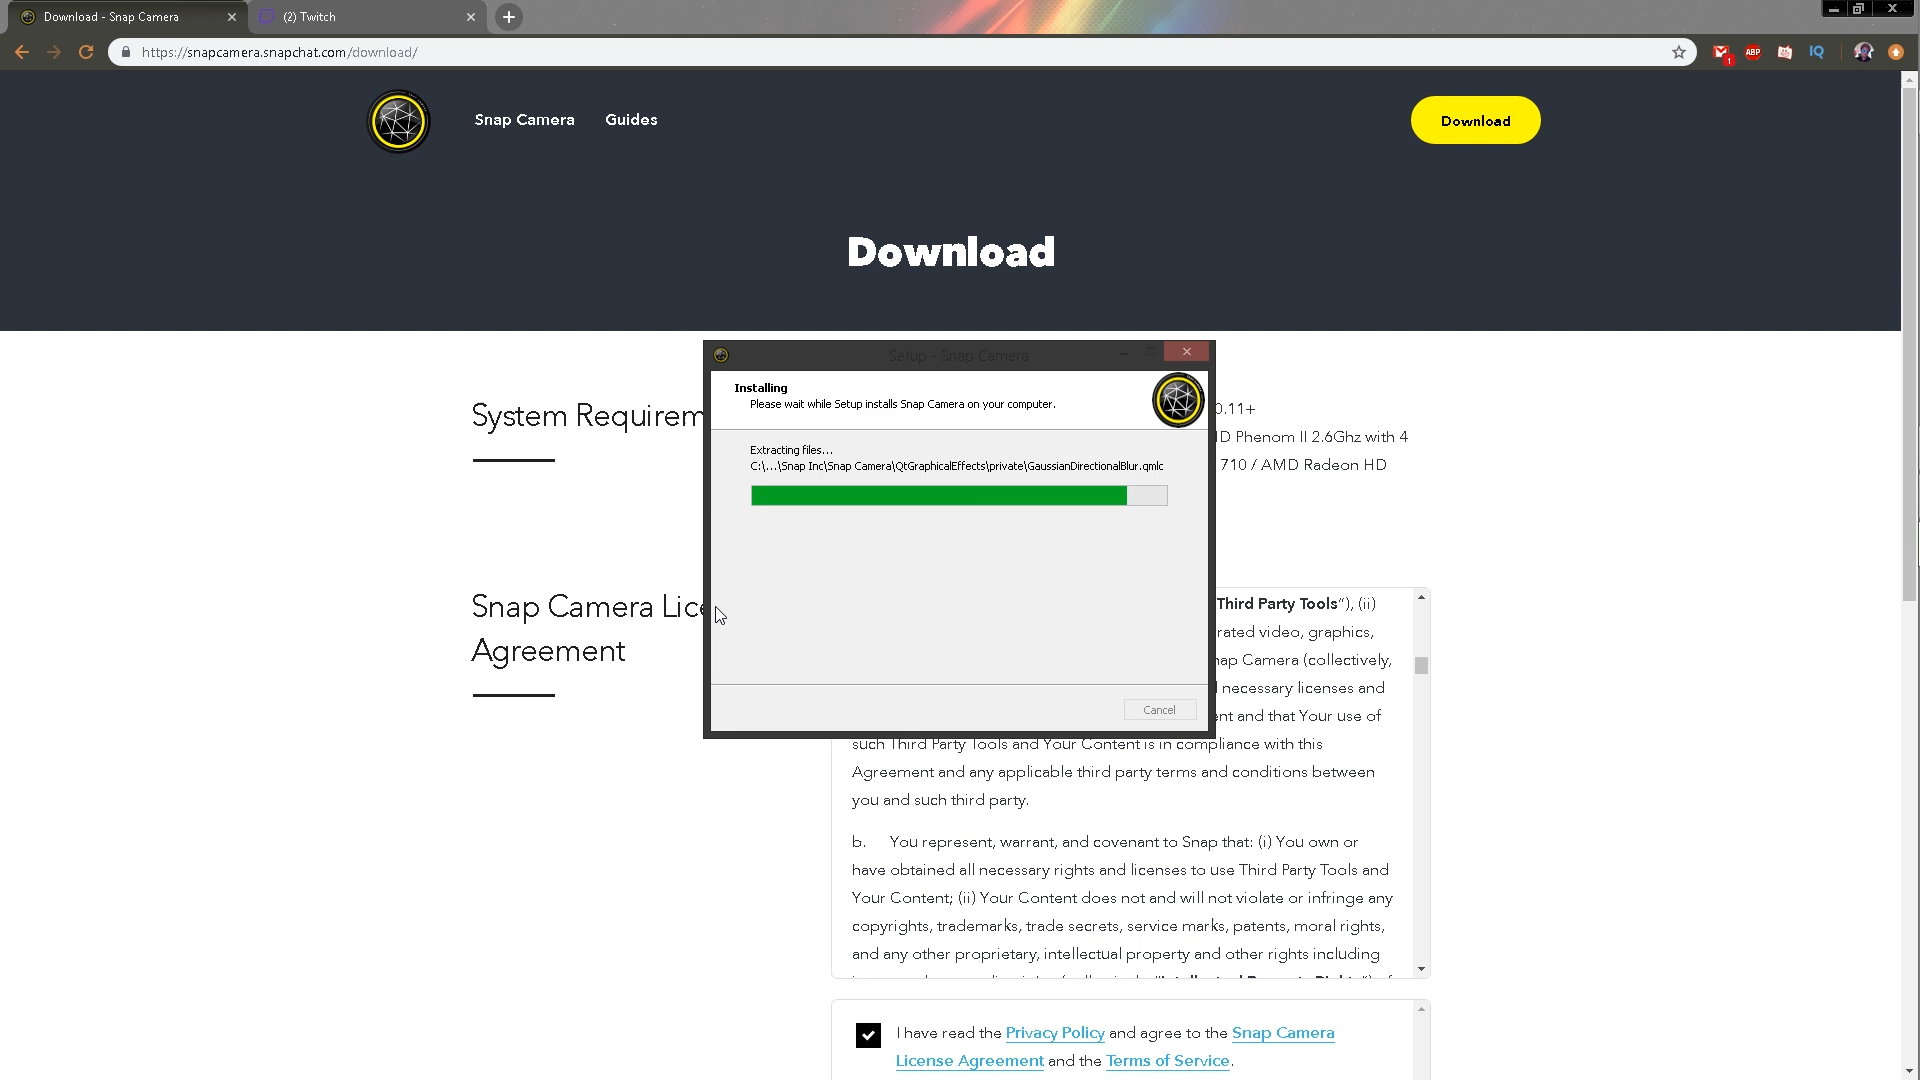 Download - Snap Camera
(2) Twitch
https://snapcamera.snapchat.com/download/
1
ABP
IQ
Snap Camera
Guides
Download
Download
Setup - Snap Camera
Installing
Please wait while Setup installs Snap Camera on your computer.
Extracting files...
C:\...\Snap Inc\Snap Camera\QtGraphicalEffects\private\GaussianDirectionalBlur.qmlc
Cancel
System Requirem
0.11+
D Phenom II 2.6Ghz with 4
710 / AMD Radeon HD
Snap Camera Lice
Agreement
Third Party Tools"), (ii)
rated video, graphics,
ap Camera (collectively,
necessary licenses and
nt and that Your use of
such Third Party Tools and Your Content is in compliance with this
Agreement and any applicable third party terms and conditions between
you and such third party.
b. You represent, warrant, and covenant to Snap that: (i) You own or
have obtained all necessary rights and licenses to use Third Party Tools and
Your Content; (ii) Your Content does not and will not violate or infringe any
copyrights, trademarks, trade secrets, service marks, patents, moral rights,
and any other proprietary, intellectual property and other rights including
I have read the Privacy Policy and agree to the Snap Camera
License Agreement and the Terms of Service.